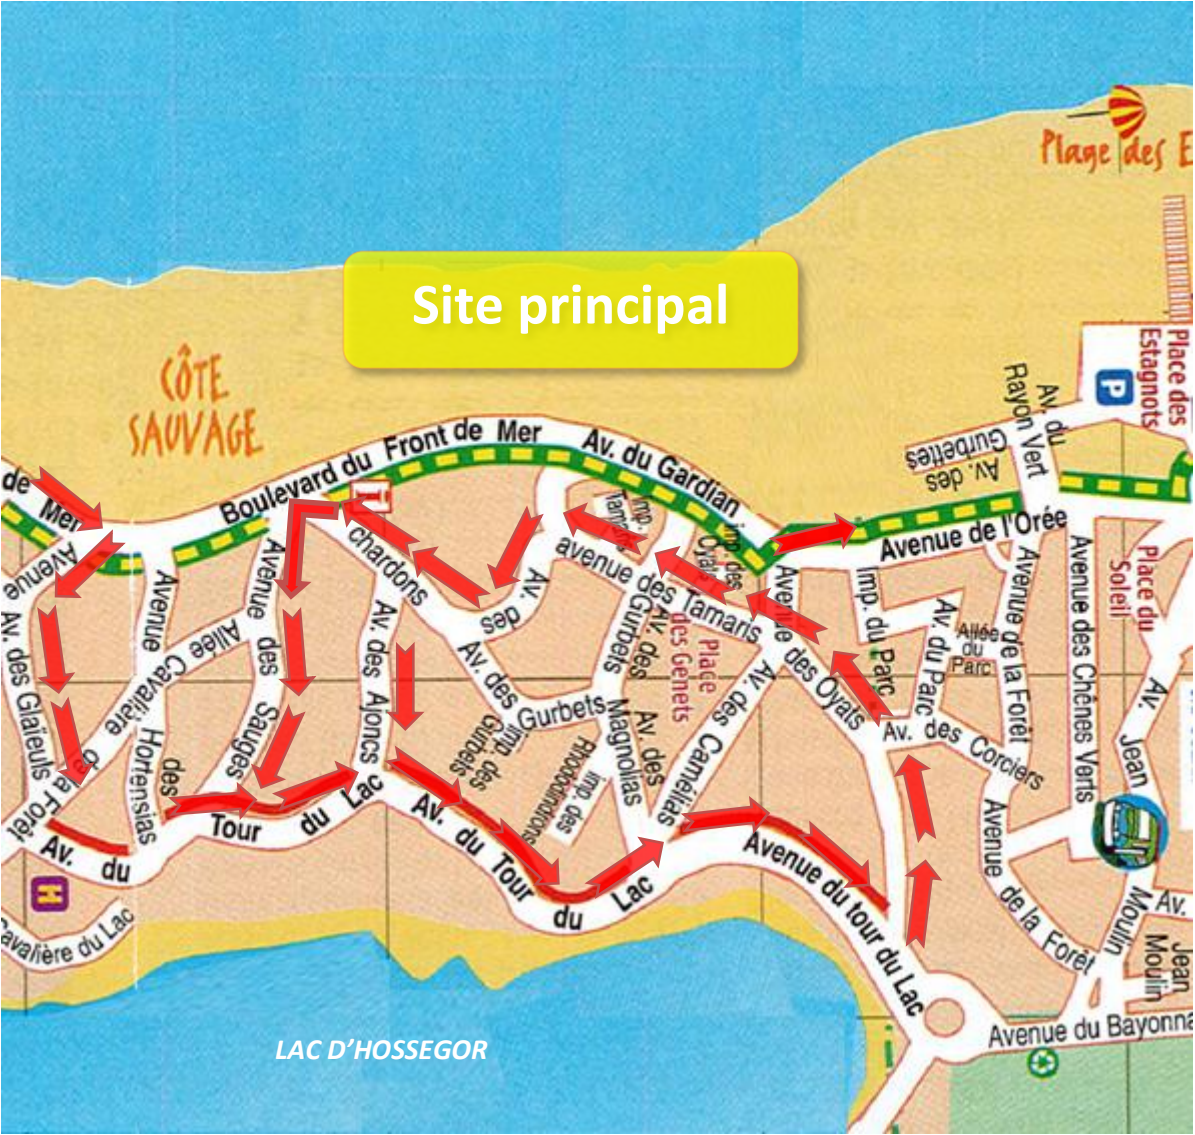 Plage des E
Site principal
Place des
Estagnots
P
CÔTE
SAUVAGE
Av. du
Rayon Vert
Av. des
Gurbettes
de Mer
Boulevard du Front de Mer
Av. du Gardian
Avenue de l'Orée
Imp.
Imp. des
chardons
Av.
des
avenue des Tamaris
Avenue des Oyats
Imp. du Parc
Av. du Parc
Allée
du
Parc
Avenue de la Forêt
Avenue des Chênes Verts
Place du
Soleil
Av. Jean
Moulin
Avenue
Av. des Glaïeuls
Avenue
Hortensias
des
Allée Cavalière
la Forêt
Avenue des Sauges
Av. des Ajoncs
Av. des
Gurbets
Imp. des
Gurbets
Av. des
Gurbets
Place
des Genets
Av. des
Magnolias
Imp. des
Rhododendrons
Av. des Camélias
Av. des Corciers
Avenue
de la Forêt
Av. du
Tour du Lac
Av. du Tour
du Lac
Avenue du tour du Lac
H
avalière du Lac
Av.
Jean
Moulin
Avenue du Bayonna
LAC D'HOSSEGOR